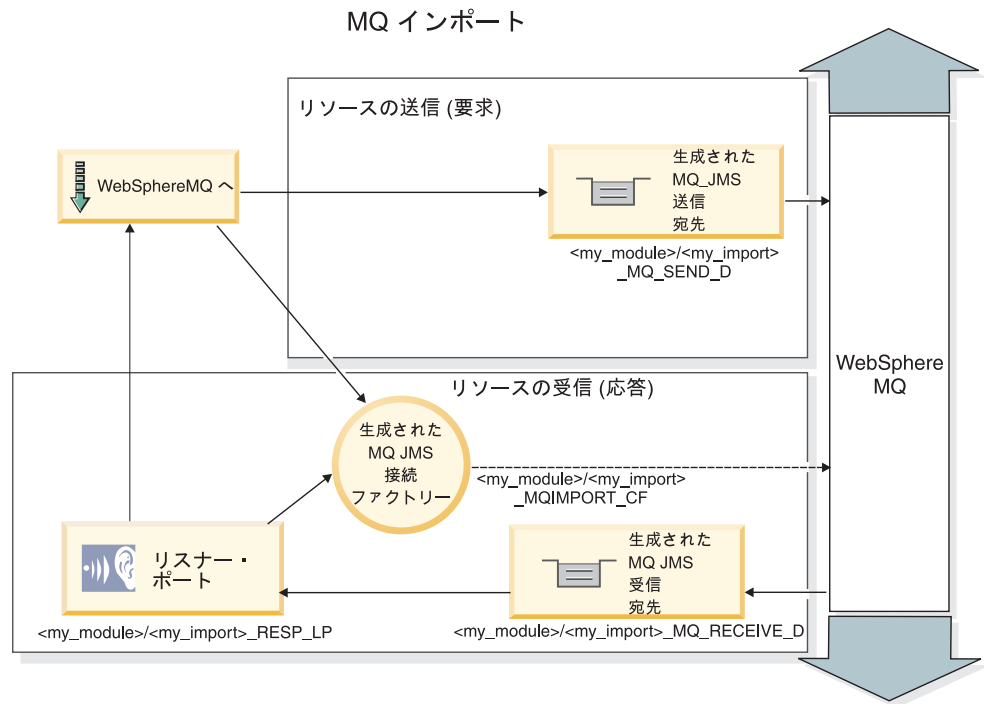 MQ インポート
リソースの送信 (要求)
WebSphereMQ へ
生成された
MQ_JMS
送信
宛先
<my_module>/<my_import>
_MQ_SEND_D
WebSphere
MQ
リソースの受信 (応答)
生成された
MQ JMS
接続
ファクトリー
<my_module>/<my_import>
_MQIMPORT_CF
リスナー・
ポート
<my_module>/<my_import>_RESP_LP
生成された
MQ JMS
受信
宛先
<my_module>/<my_import>_MQ_RECEIVE_D